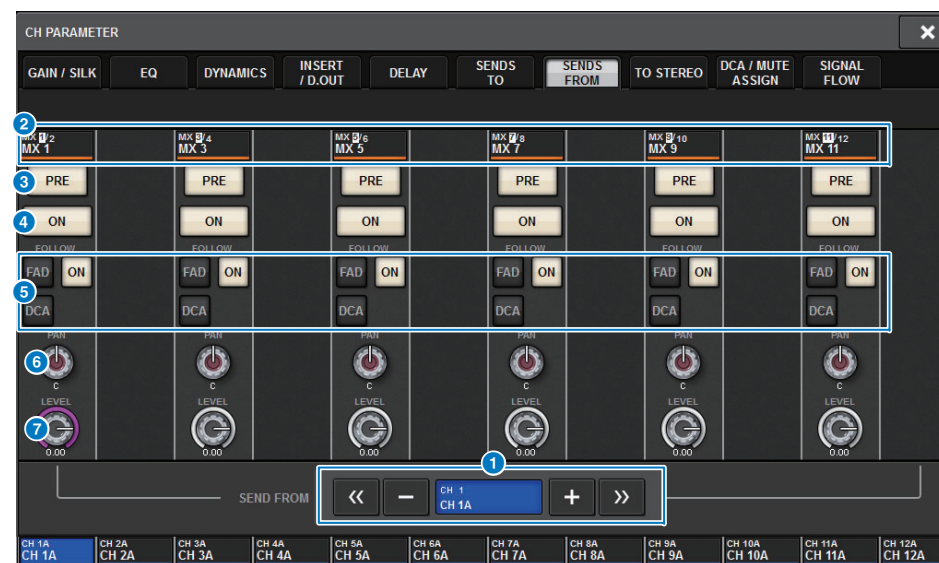 CH PARAMETER
GAIN / SILK EQ DYNAMICS INSERT / D.OUT DELAY SENDS TO SENDS FROM TO STEREO DCA / MUTE ASSIGN SIGNAL FLOW
2
MX 1/2 MX 3/4 MX 5/6 MX 7/8 MX 9/10 MX 11/12
MX 1 MX 3 MX 5 MX 7 MX 9 MX 11
3 PRE PRE PRE PRE PRE PRE
4 ON ON ON ON ON ON
FOLLOW FOLLOW FOLLOW FOLLOW FOLLOW FOLLOW
FAD ON FAD ON FAD ON FAD ON FAD ON FAD ON
5
DCA DCA DCA DCA DCA DCA
PAN PAN PAN PAN PAN PAN
6
C C C C C C
LEVEL LEVEL LEVEL LEVEL LEVEL LEVEL
7
0.00 0.00 0.00 0.00 0.00 0.00
1
SEND FROM CH 1
CH 1A
CH 1A CH 2A CH 3A CH 4A CH 5A CH 6A CH 7A CH 8A CH 9A CH 10A CH 11A CH 12A
CH 1A CH 2A CH 3A CH 4A CH 5A CH 6A CH 7A CH 8A CH 9A CH 10A CH 11A CH 12A